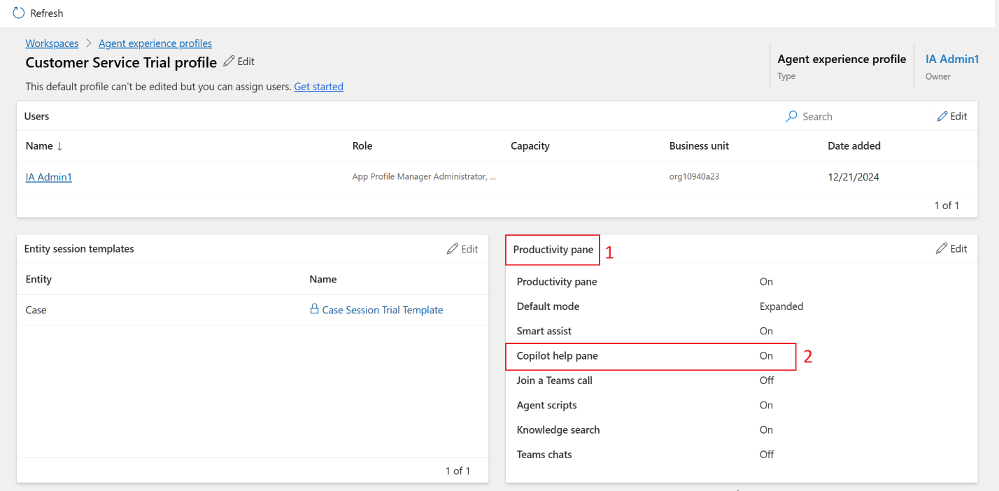 Refresh
Workspaces > Agent experience profiles
Customer Service Trial profile Edit
This default profile can't be edited but you can assign users. Get started
Agent experience profile
Type
IA Admin1
Owner
Users Search Edit
Name ↓ Role Capacity Business unit Date added
IA Admin1 App Profile Manager Administrator, ... org10940a23 12/21/2024
1 of 1
Entity session templates Edit
Entity Name
Case Case Session Trial Template
1 of 1
Productivity pane 1 Edit
Productivity pane On
Default mode Expanded
Smart assist On
Copilot help pane On 2
Join a Teams call Off
Agent scripts On
Knowledge search On
Teams chats Off